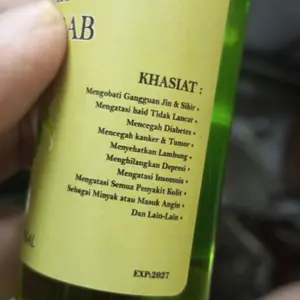 AB
KHASIAT :
Mengobati Gangguan Jin & Sihir •
Mengatasi haid Tidak Lancar •
Mencegah Diabetes •
Mencegah kanker & Tumor •
Menyehatkan Lambung •
Menghilangkan Depresi •
Mengatasi Insomnia •
Mengatasi Semua Penyakit Kulit •
Sebagai Minyak atau Masuk Angin •
Dan Lain-Lain •
EXP:2027